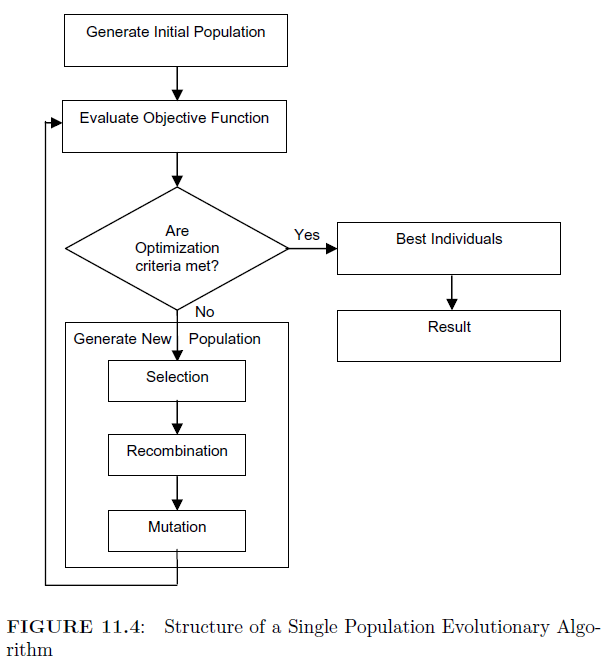 Generate Initial Population
Evaluate Objective Function
Are
Optimization
criteria met?
Yes
Best Individuals
Result
No
Generate New Population
Selection
Recombination
Mutation
FIGURE 11.4: Structure of a Single Population Evolutionary Algo-
rithm